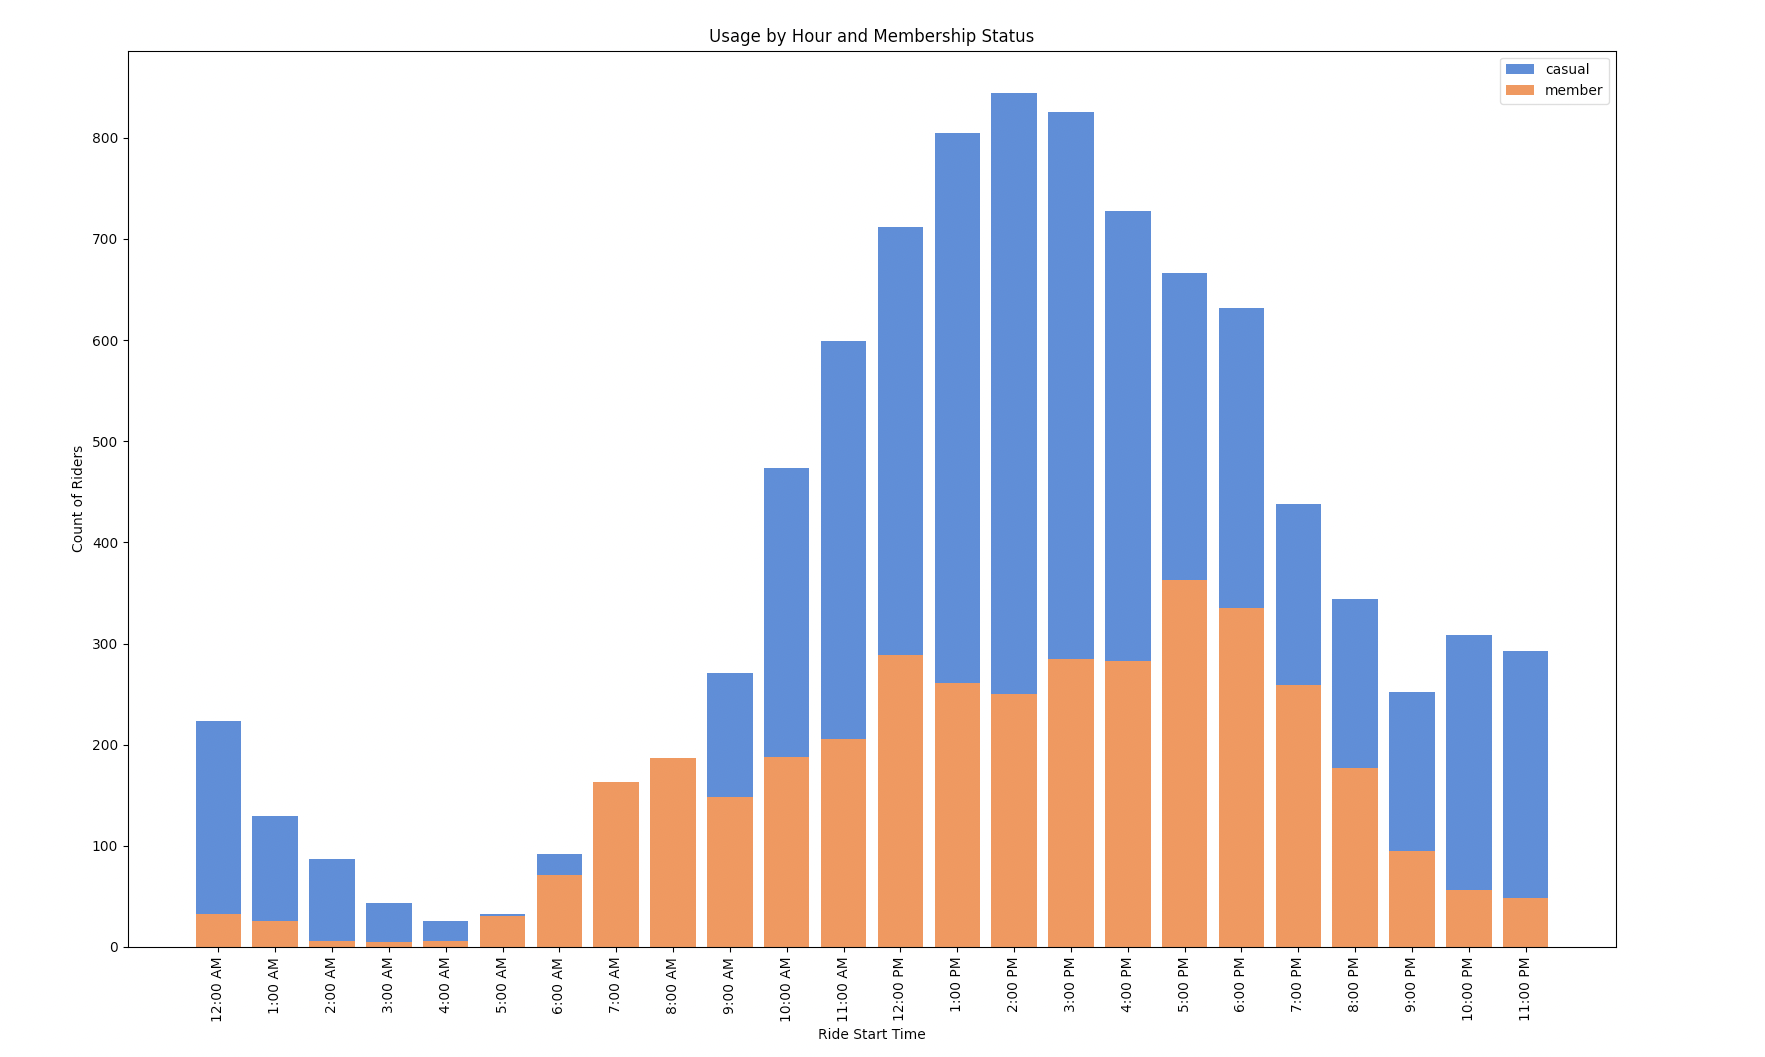 Usage by Hour and Membership Status
casual
member
800
700
600
500
400
300
200
100
0
Count of Riders
12:00 AM
1:00 AM
2:00 AM
3:00 AM
4:00 AM
5:00 AM
6:00 AM
7:00 AM
8:00 AM
9:00 AM
10:00 AM
11:00 AM
12:00 PM
1:00 PM
2:00 PM
3:00 PM
4:00 PM
5:00 PM
6:00 PM
7:00 PM
8:00 PM
9:00 PM
10:00 PM
11:00 PM
Ride Start Time